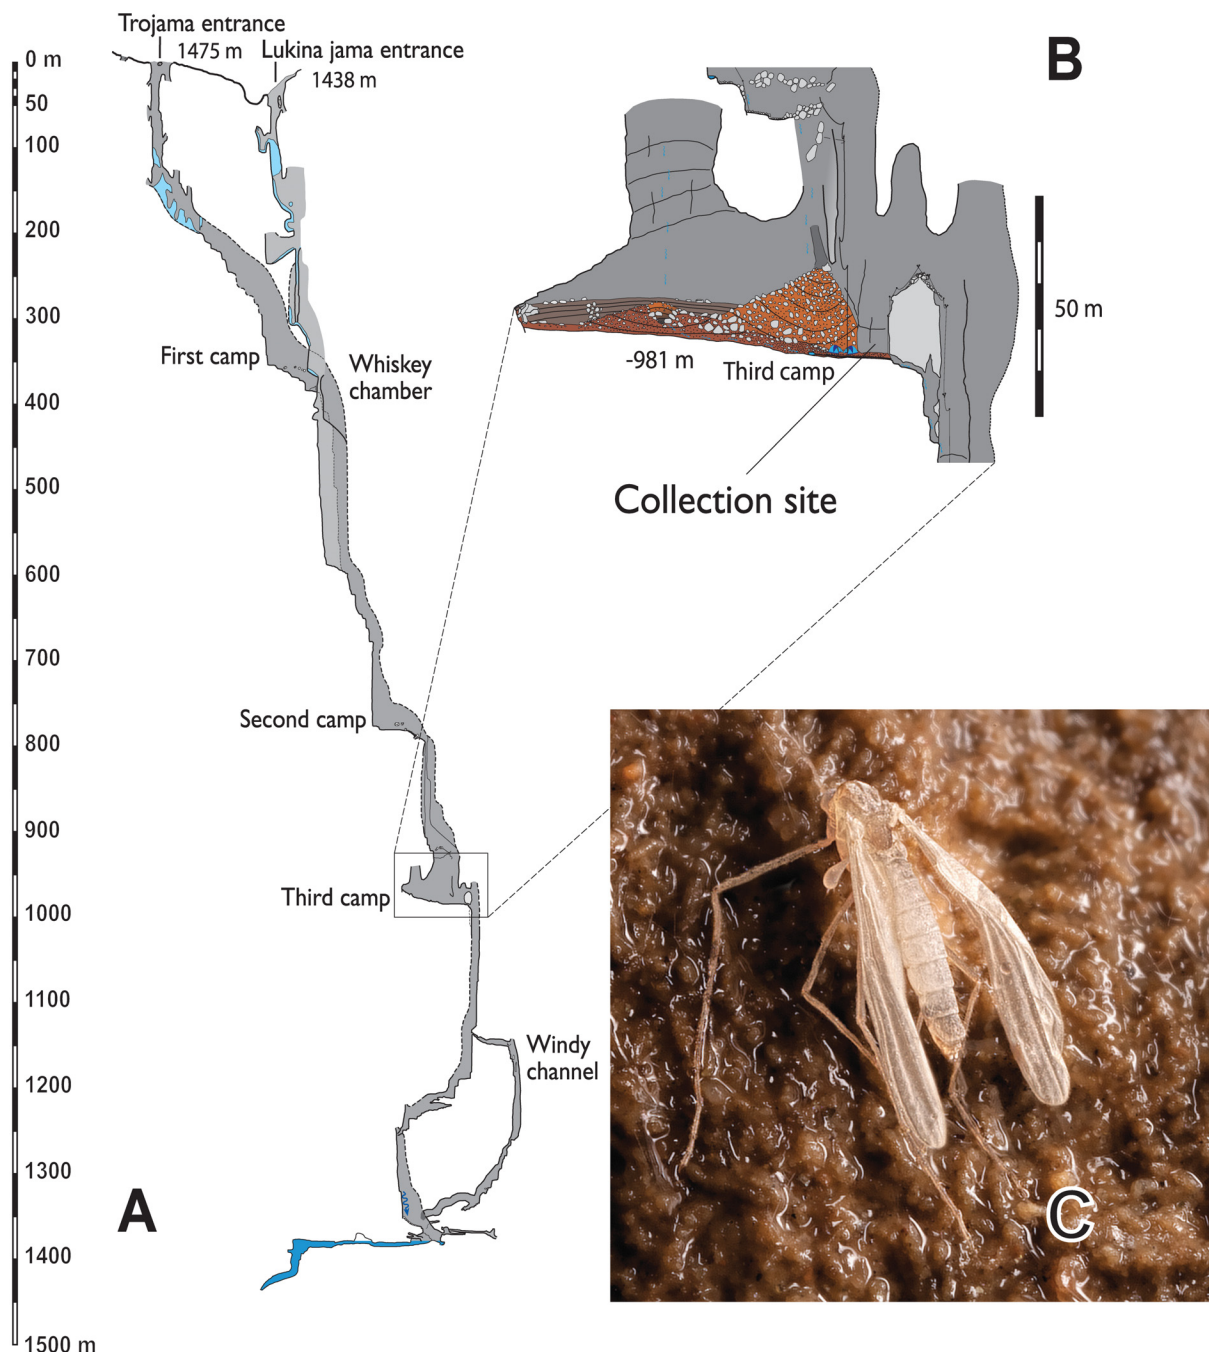 Trojama entrance
1475 m
Lukina jama entrance
1438 m
0 m
50
100
200
300
400
500
600
700
800
900
1000
1100
1200
1300
1400
1500 m
First camp
Whiskey
chamber
Second camp
Third camp
Windy
channel
A
B
50 m
-981 m
Third camp
Collection site
C